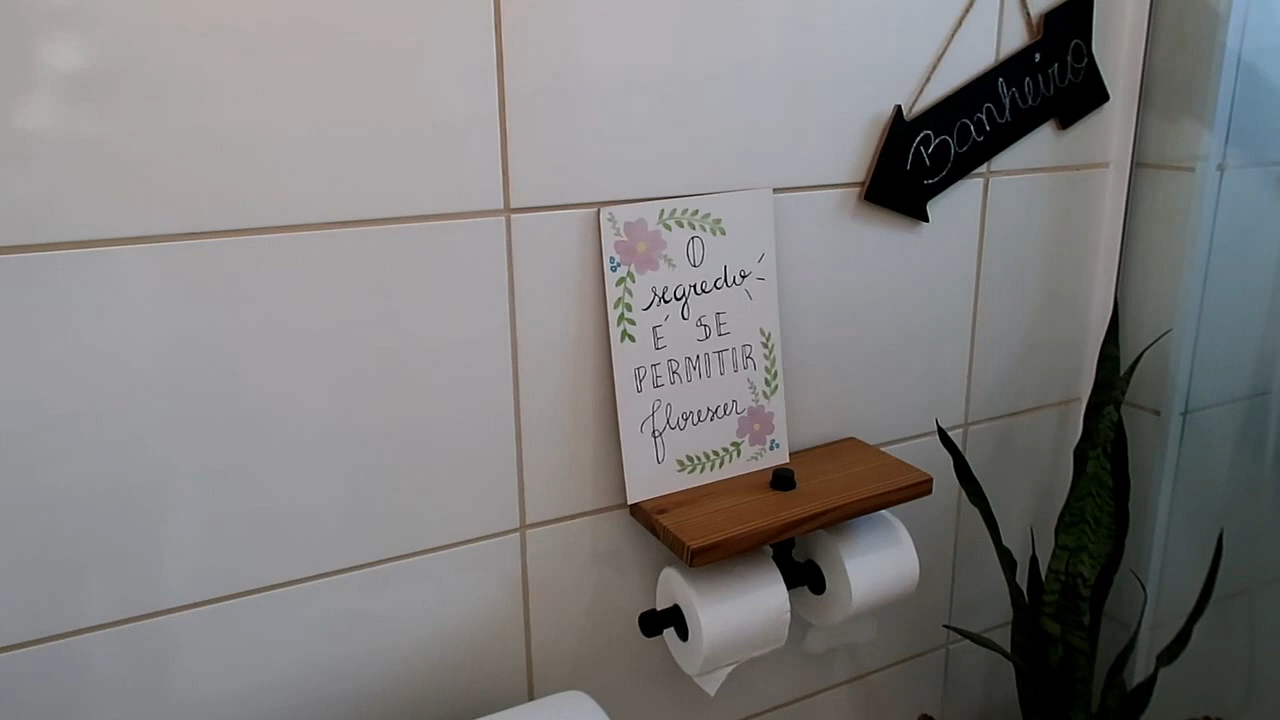 Banheiro
O
segredo
É SE
PERMITIR
florescer